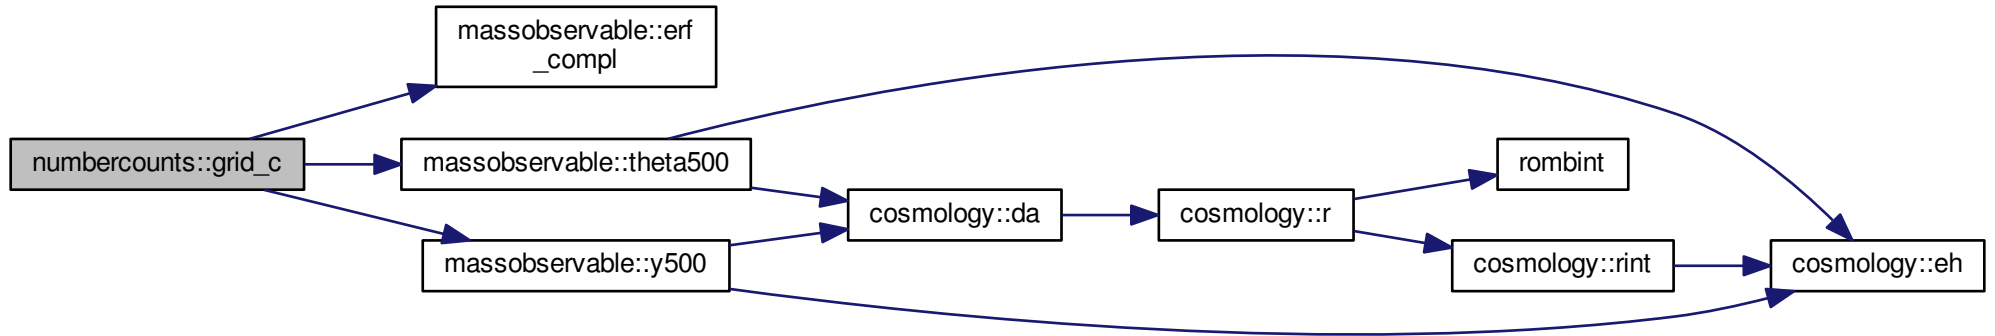 massobservable::erf
_compl
numbercounts::grid_c
massobservable::theta500
rombint
cosmology::da
cosmology::r
massobservable::y500
cosmology::rint
cosmology::eh